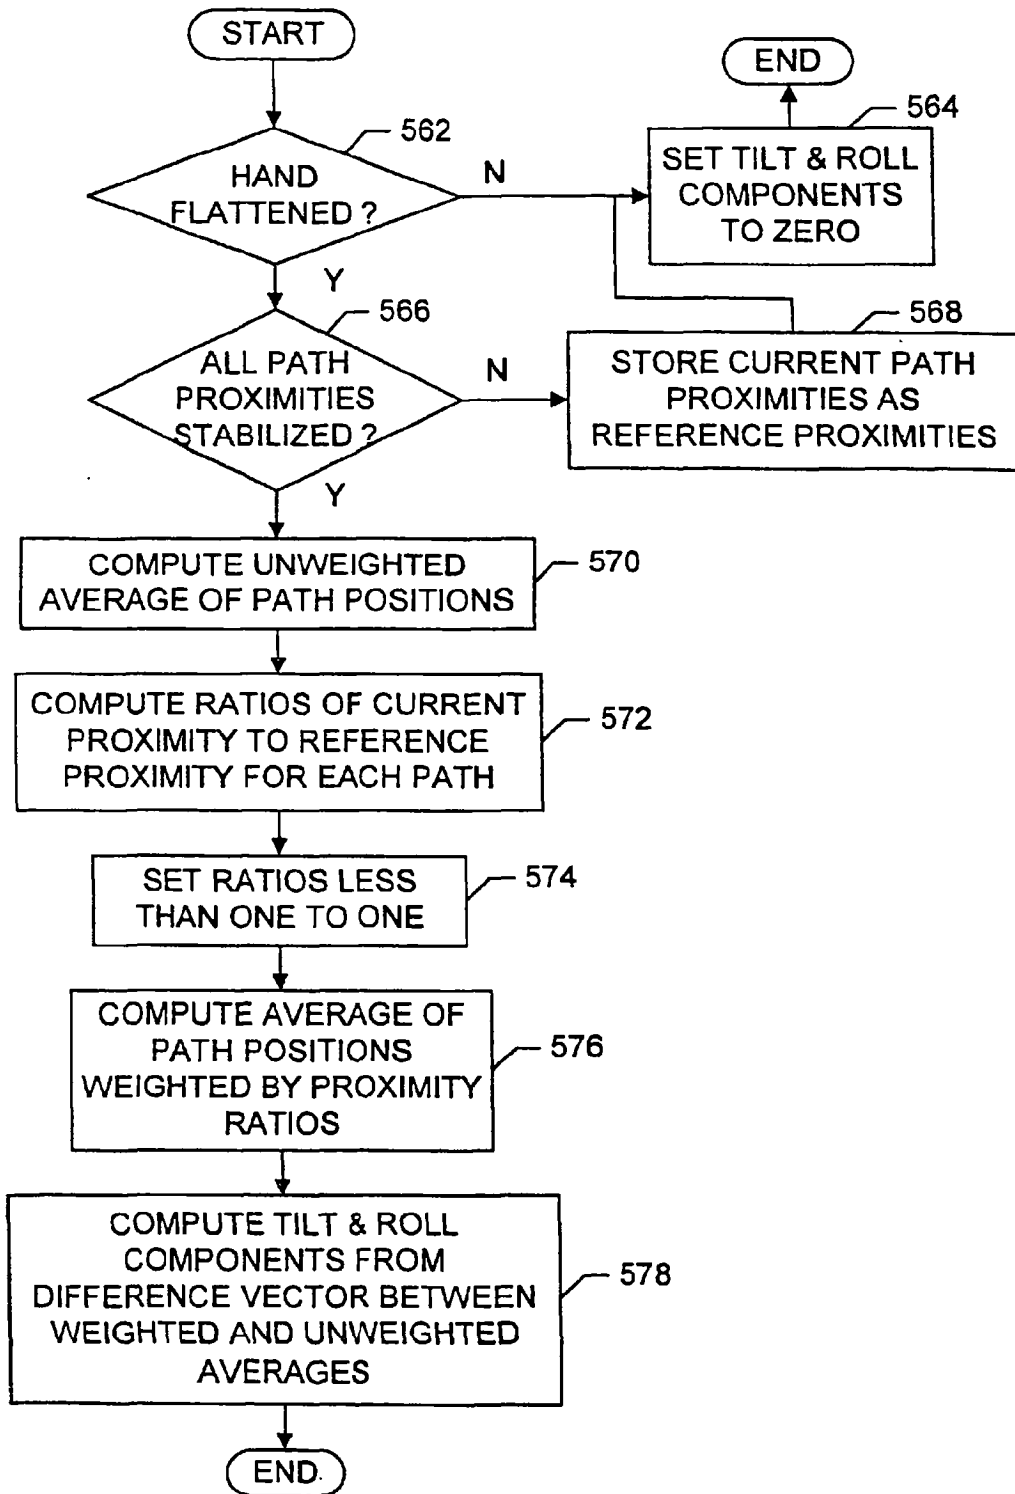 START
END
562
564
HAND
FLATTENED ?
N
SET TILT & ROLL
COMPONENTS
TO ZERO
Y
566
568
ALL PATH
PROXIMITIES
STABILIZED ?
N
STORE CURRENT PATH
PROXIMITIES AS
REFERENCE PROXIMITIES
Y
COMPUTE UNWEIGHTED
AVERAGE OF PATH POSITIONS
570
COMPUTE RATIOS OF CURRENT
PROXIMITY TO REFERENCE
PROXIMITY FOR EACH PATH
572
SET RATIOS LESS
THAN ONE TO ONE
574
COMPUTE AVERAGE OF
PATH POSITIONS
WEIGHTED BY PROXIMITY
RATIOS
576
COMPUTE TILT & ROLL
COMPONENTS FROM
DIFFERENCE VECTOR BETWEEN
WEIGHTED AND UNWEIGHTED
AVERAGES
578
END